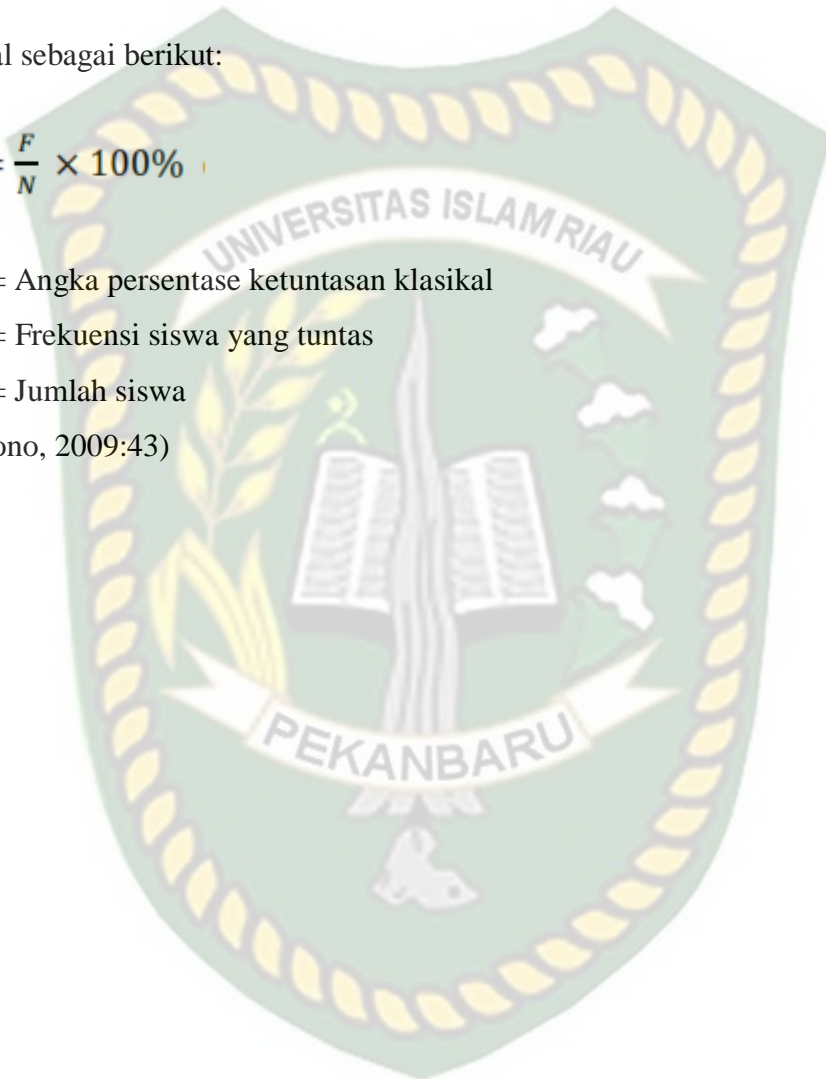 al sebagai berikut:
= F/N × 100%
= Angka persentase ketuntasan klasikal
= Frekuensi siswa yang tuntas
= Jumlah siswa
ono, 2009:43)
UNIVERSITAS ISLAM RIAU
PEKANBARU